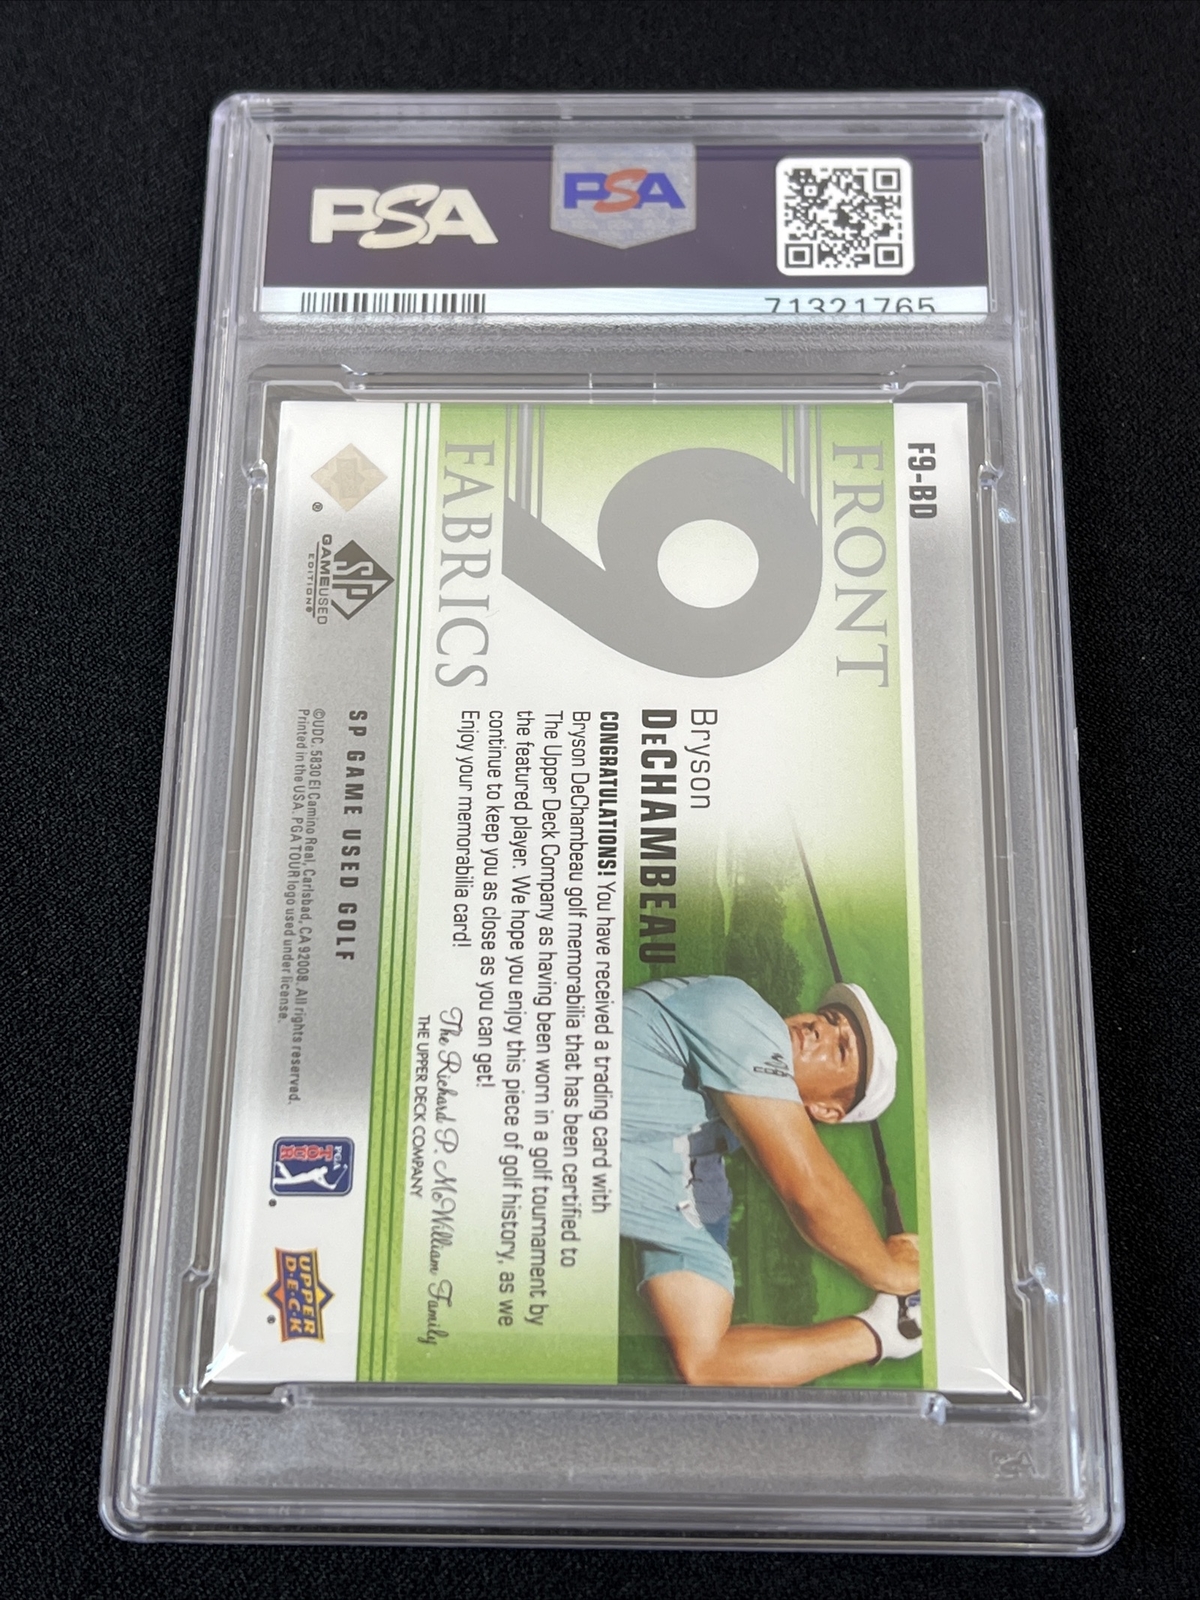 PSA
PSA
71321765
F9-BD
FRONT
9
FABRICS
Bryson
DeCHAMBEAU
CONGRATULATIONS! You have received a trading card with
Bryson DeChambeau golf memorabilia that has been certified to
The Upper Deck Company as having been worn in a golf tournament by
the featured player. We hope you enjoy this piece of golf history, as we
continue to keep you as close as you can get!
Enjoy your memorabilia card!
The Richard P. McWilliam Family
THE UPPER DECK COMPANY
SP
GAMEUSED
EDITION®
®
SP GAME USED GOLF
©UDC, 5830 El Camino Real, Carlsbad, CA 92008. All rights reserved.
Printed in the USA. PGA TOUR logo used under license.
PGA
TOUR
®
UPPER
D·E·C·K
®